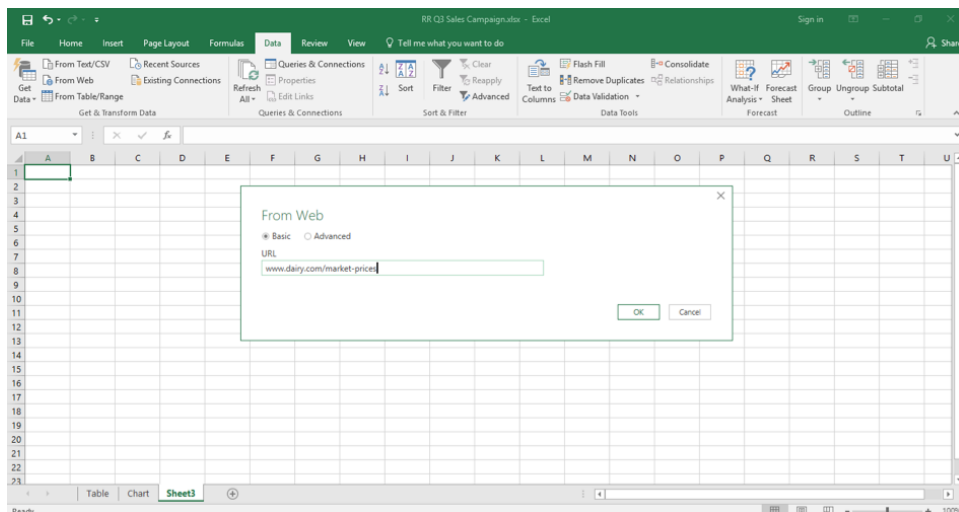 RR Q3 Sales Campaign.xlsx - Excel
Sign in
File Home Insert Page Layout Formulas Data Review View Tell me what you want to do Share
From Text/CSV Recent Sources Queries & Connections Clear Flash Fill Consolidate
Get Data From Web Existing Connections Refresh All Properties Sort Filter Reapply Text to Columns Remove Duplicates Relationships What-If Analysis Forecast Sheet Group Ungroup Subtotal
From Table/Range Edit Links Advanced Data Validation
Get & Transform Data Queries & Connections Sort & Filter Data Tools Forecast Outline
A1 fx
A B C D E F G H I J K L M N O P Q R S T U
1
2
3
4
5
6
7
8
9
10
11
12
13
14
15
16
17
18
19
20
21
22
23
From Web
Basic Advanced
URL
www.dairy.com/market-prices
OK Cancel
Table Chart Sheet3
Ready 100%